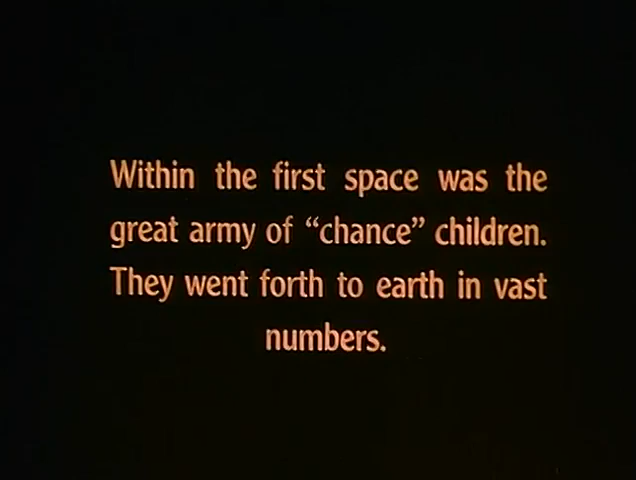 Within the first space was the
great army of “chance” children.
They went forth to earth in vast
numbers.